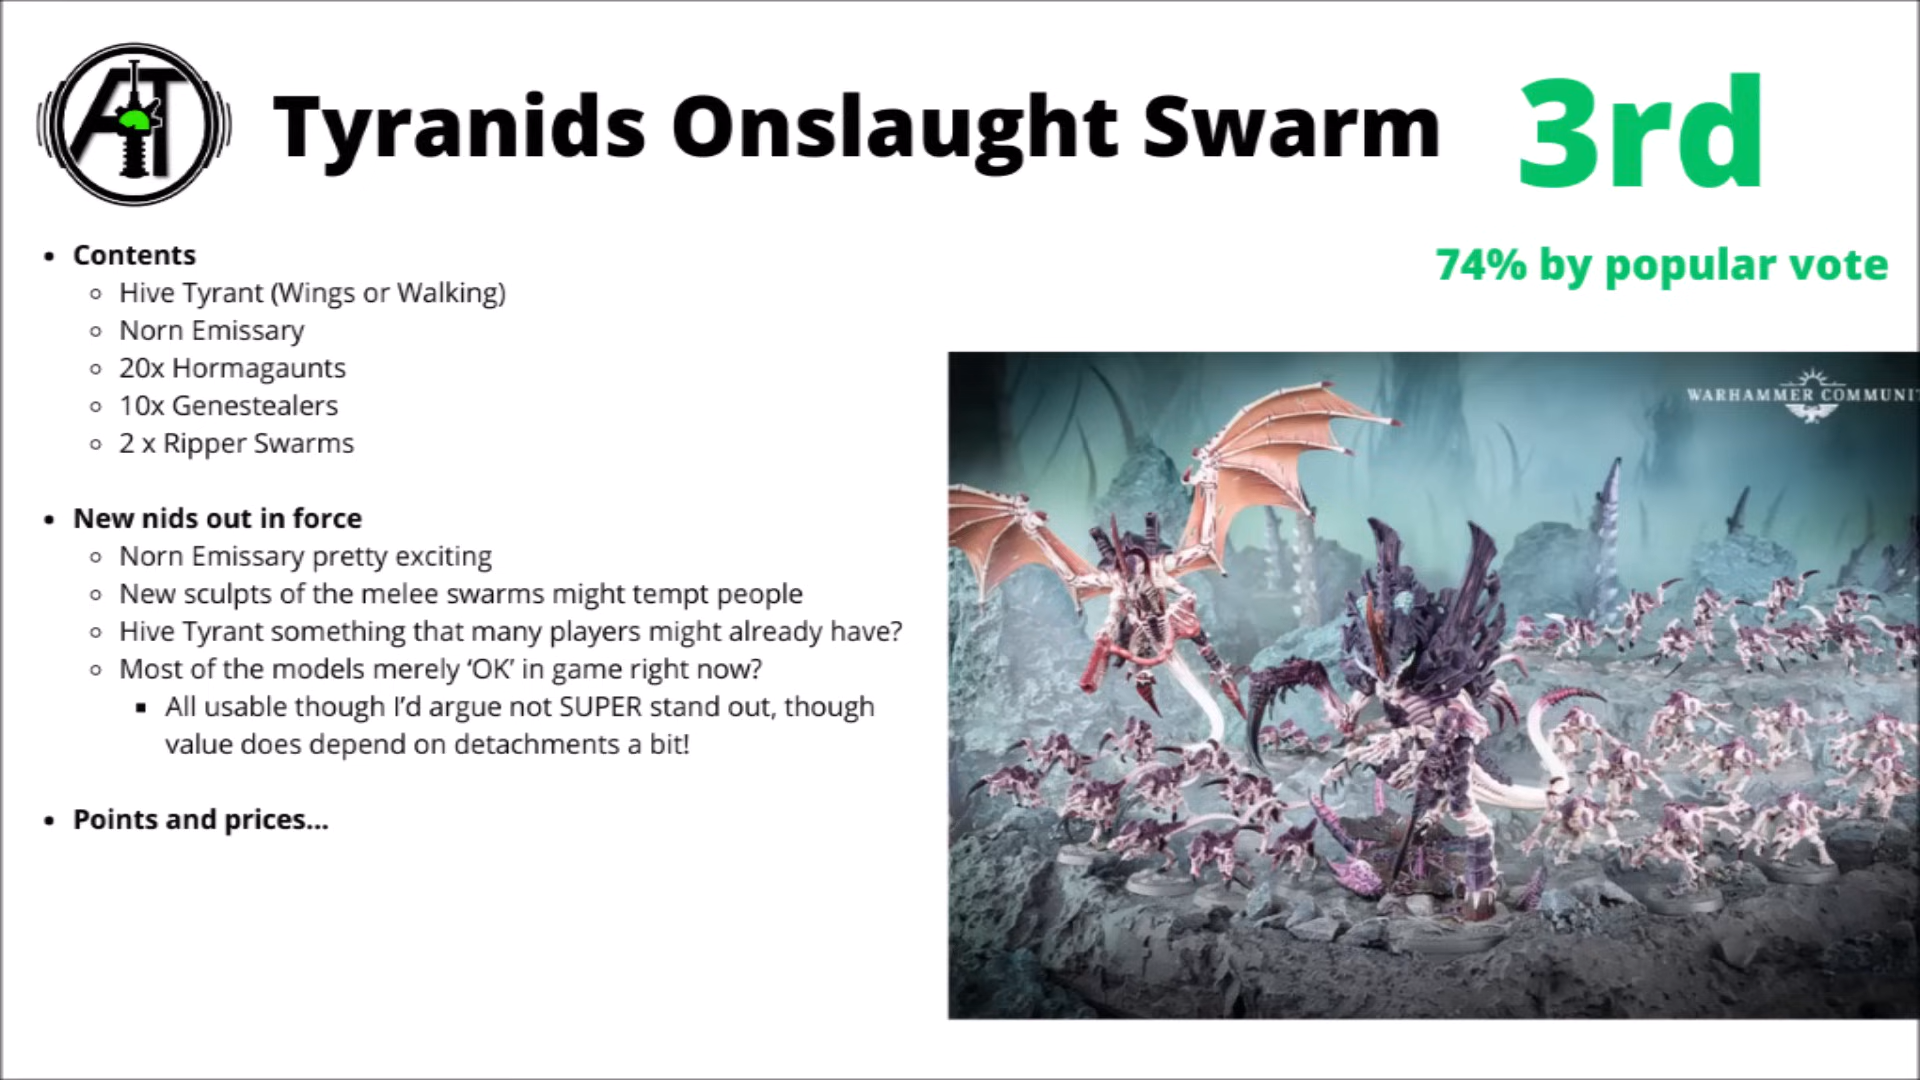 AT
Tyranids Onslaught Swarm
3rd
74% by popular vote
• Contents
◦ Hive Tyrant (Wings or Walking)
◦ Norn Emissary
◦ 20x Hormagaunts
◦ 10x Genestealers
◦ 2 x Ripper Swarms
• New nids out in force
◦ Norn Emissary pretty exciting
◦ New sculpts of the melee swarms might tempt people
◦ Hive Tyrant something that many players might already have?
◦ Most of the models merely ‘OK’ in game right now?
▪ All usable though I’d argue not SUPER stand out, though
value does depend on detachments a bit!
• Points and prices...
WARHAMMER COMMUNIT